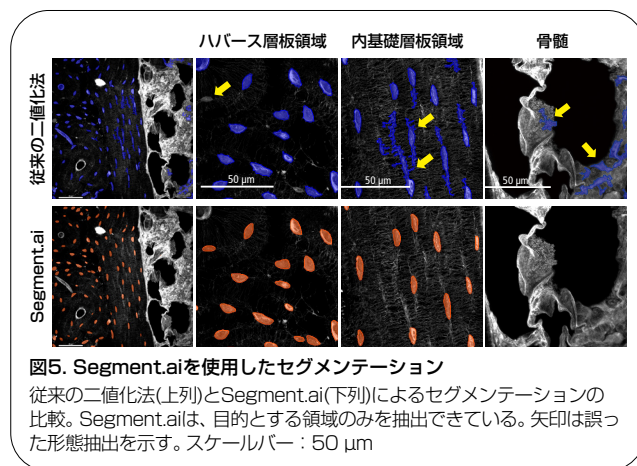 ハバース層板領域 内基礎層板領域 骨髄
従来の二値化法
50 µm 50 µm
Segment.ai
図5. Segment.aiを使用したセグメンテーション
従来の二値化法(上列)とSegment.ai(下列)によるセグメンテーションの
比較。Segment.aiは、目的とする領域のみを抽出できている。矢印は誤っ
た形態抽出を示す。スケールバー：50 µm